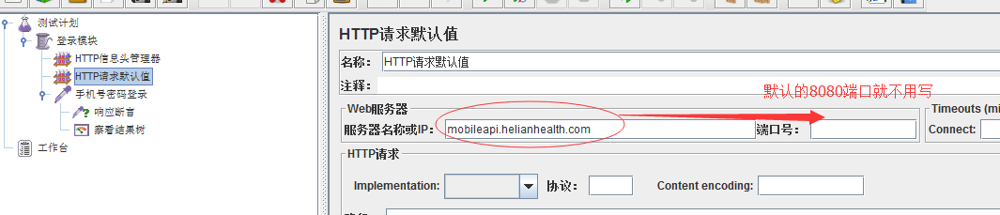 测试计划
登录模块
HTTP信息头管理器
HTTP请求默认值
手机号密码登录
响应断言
察看结果树
工作台
HTTP请求默认值
名称： HTTP请求默认值
注释：
默认的8080端口就不用写
Web服务器
服务器名称或IP： mobileapi.helianhealth.com 端口号：
Timeouts (mi
Connect:
HTTP请求
Implementation: 协议： Content encoding: